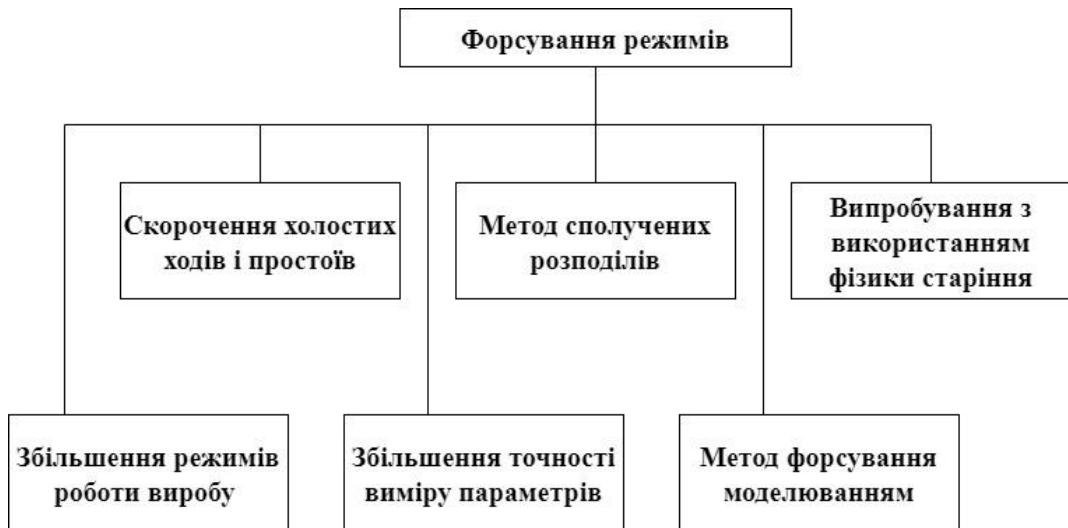 Форсування режимів
Скорочення холостих
ходів і простоїв
Метод сполучених
розподілів
Випробування з
використанням
фізики старіння
Збільшення режимів
роботи виробу
Збільшення точності
виміру параметрів
Метод форсування
моделюванням